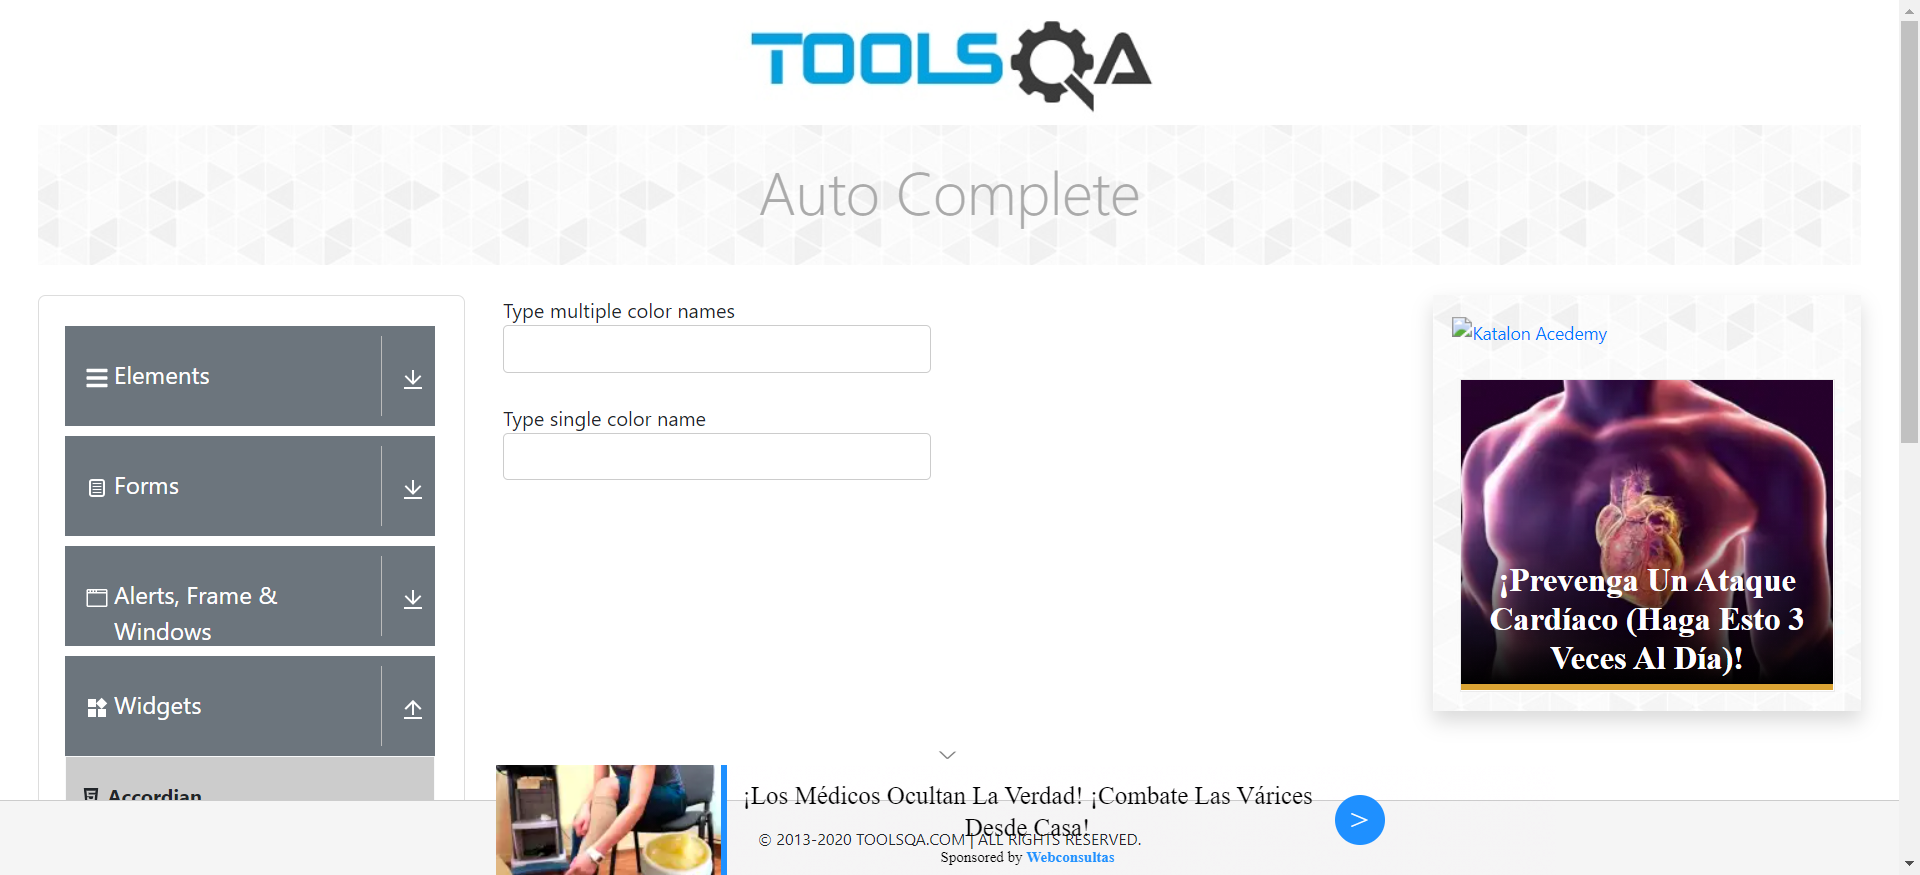 TOOLSQA
Auto Complete
Elements
Forms
Alerts, Frame &
Windows
Widgets
Accordian
Type multiple color names
Type single color name
Katalon Acedemy
¡Prevenga Un Ataque
Cardíaco (Haga Esto 3
Veces Al Día)!
¡Los Médicos Ocultan La Verdad! ¡Combate Las Várices
Desde Casa!
© 2013-2020 TOOLSQA.COM | ALL RIGHTS RESERVED.
Sponsored by Webconsultas
>